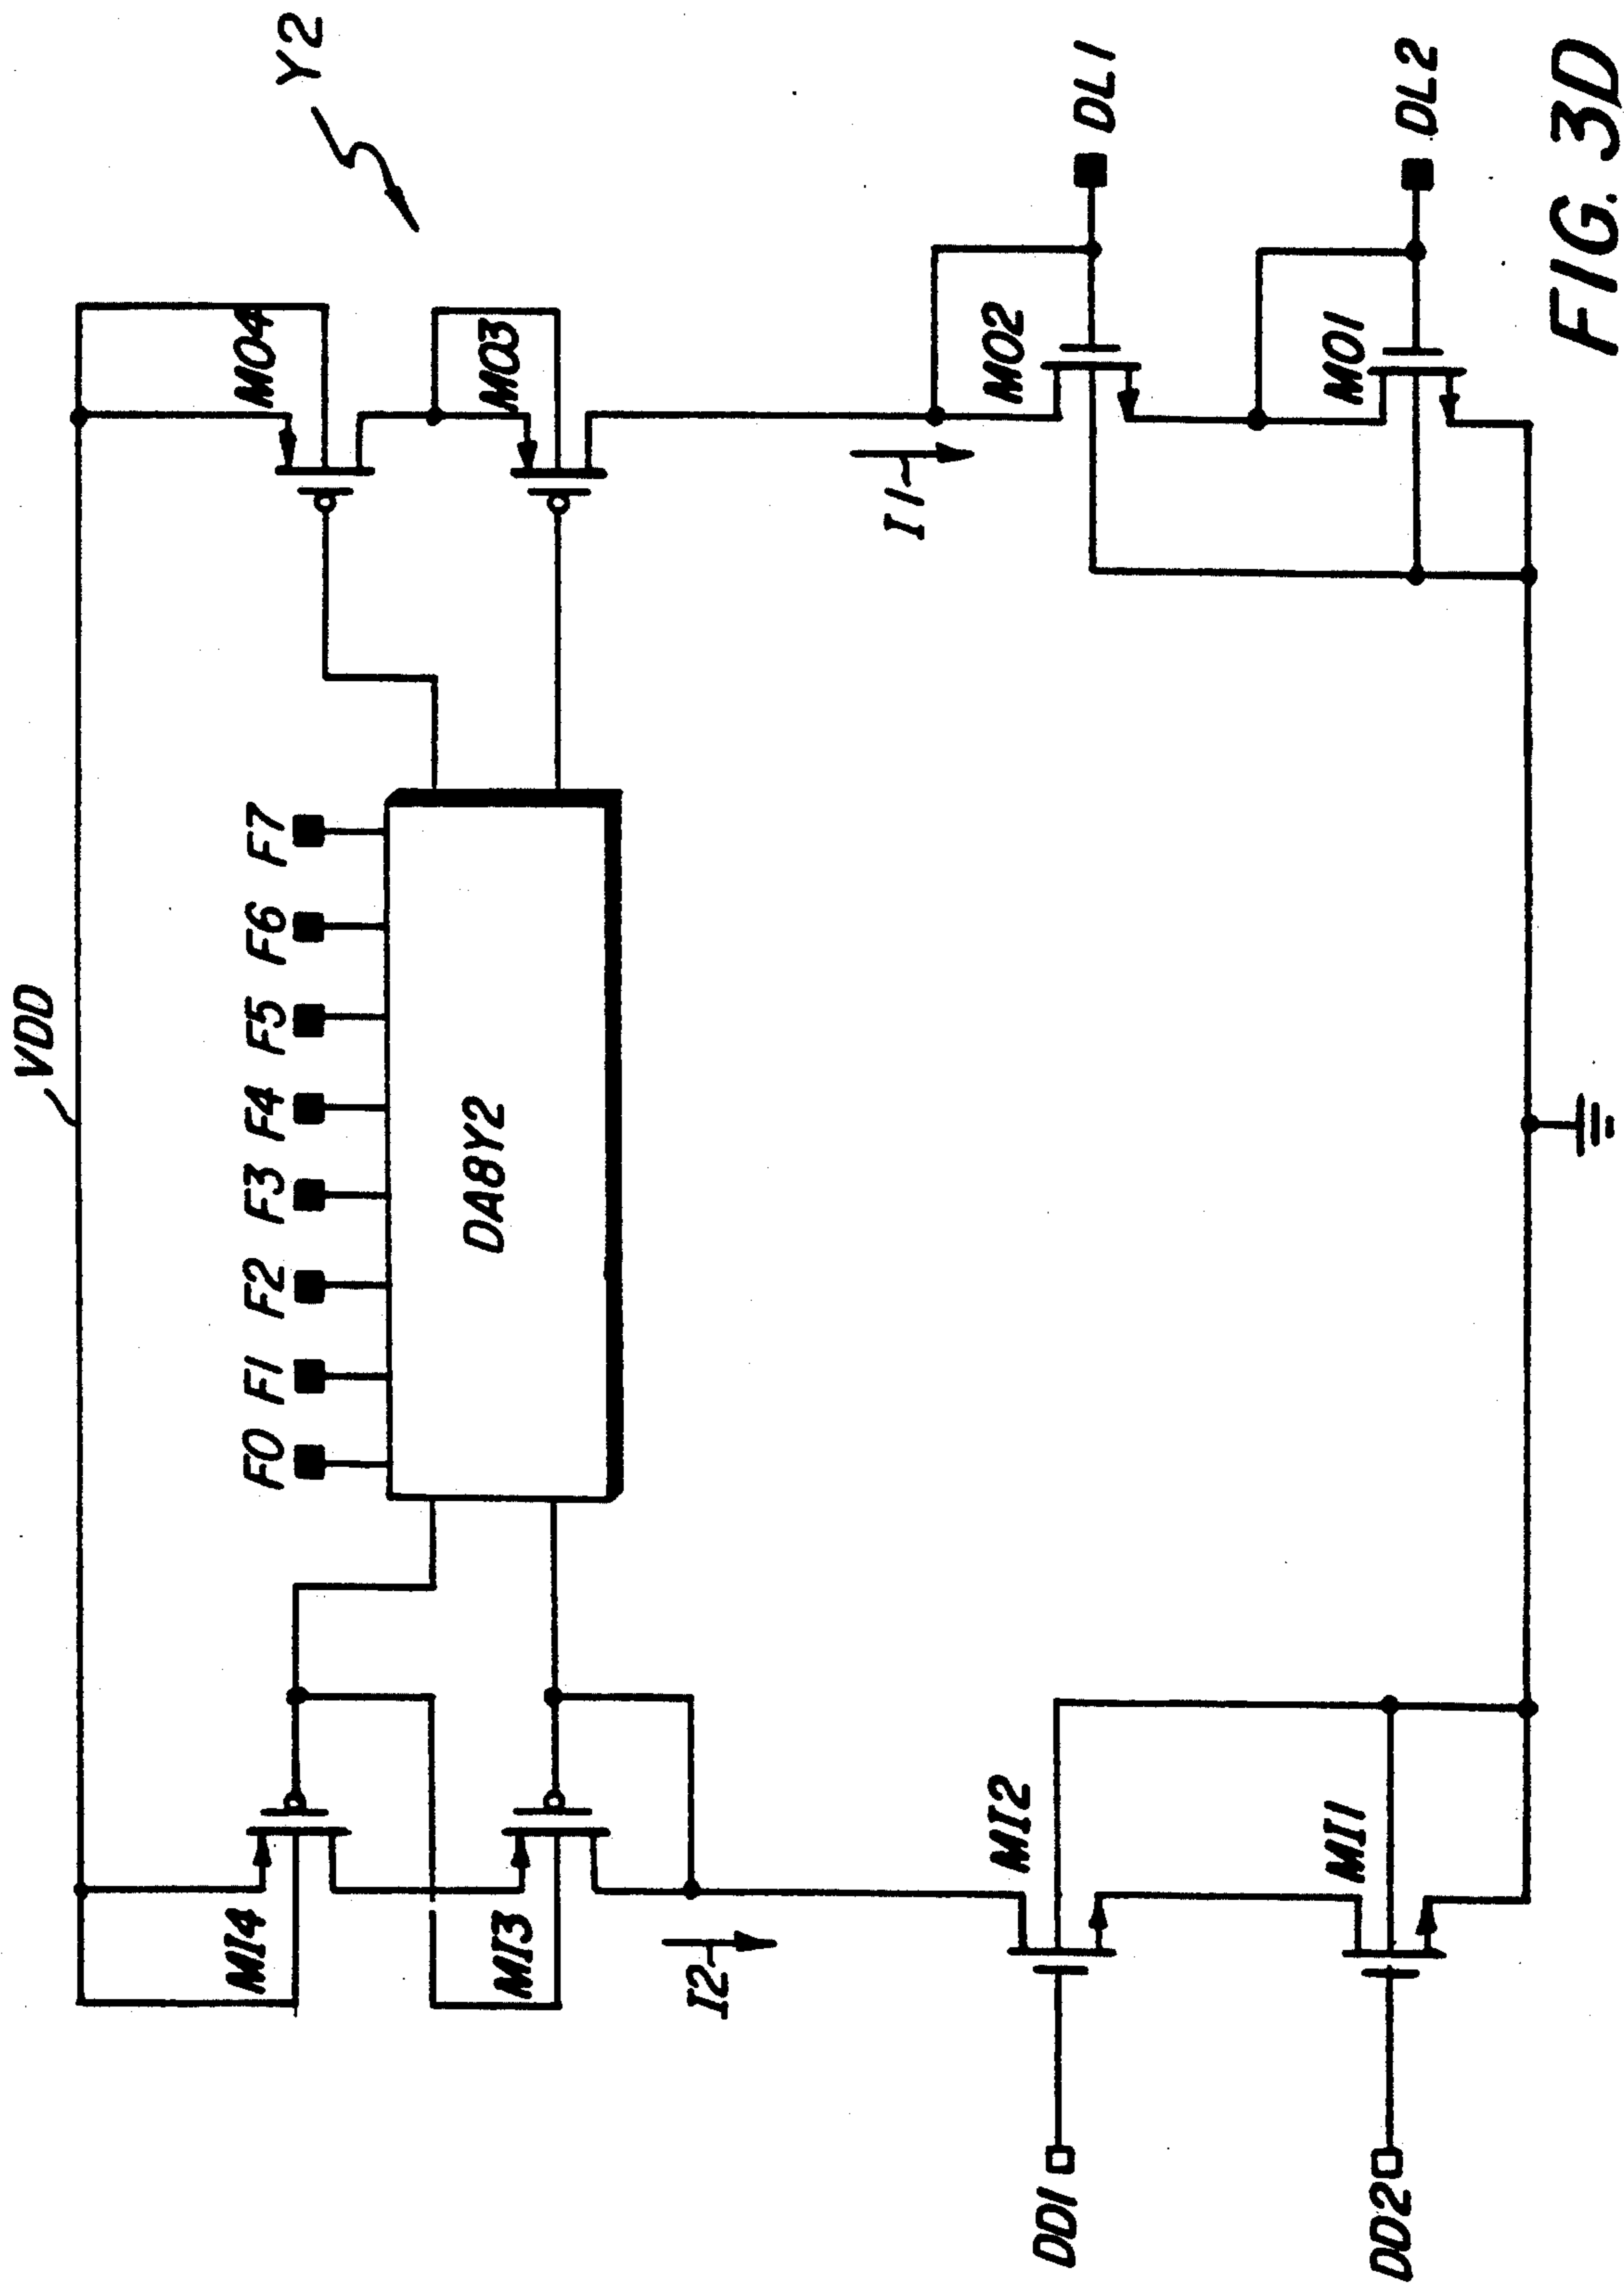 VDD
Y2
F0 F1 F2 F3 F4 F5 F6 F7
MI4
MO4
DA8Y2
MI3
MO3
I2
I1
DD1
MI2
MO2
DL1
DD2
MI1
MO1
DL2
FIG. 3D